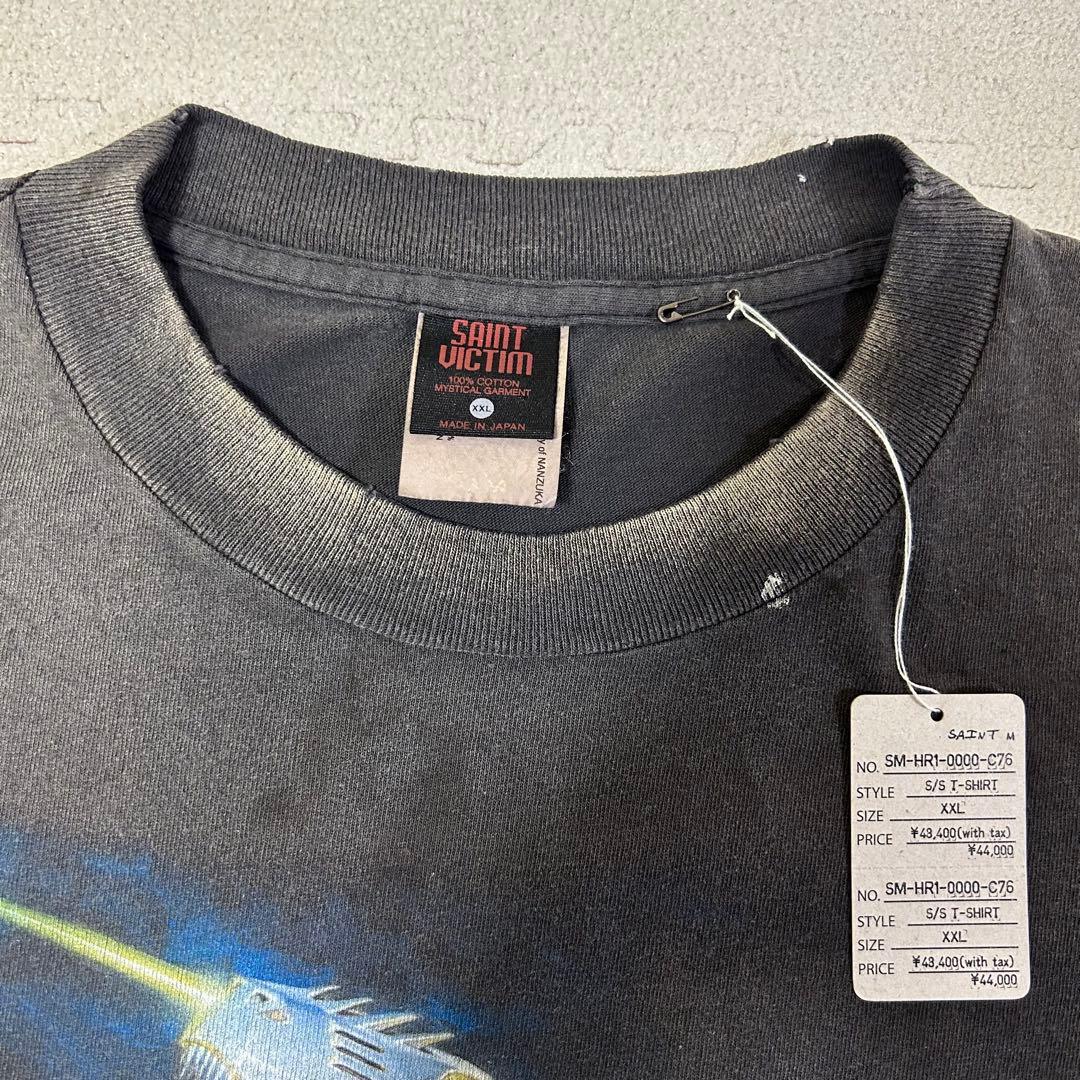 SAINT
VICTIM
100% COTTON
MYSTICAL GARMENT
XXL
MADE IN JAPAN
y of NANZUKA
SAINT M
NO. SM-HR1-0000-C76
STYLE S/S T-SHIRT
SIZE XXL
PRICE ¥43,400(with tax)
¥44,000
NO. SM-HR1-0000-C76
STYLE S/S T-SHIRT
SIZE XXL
PRICE ¥43,400(with tax)
¥44,000